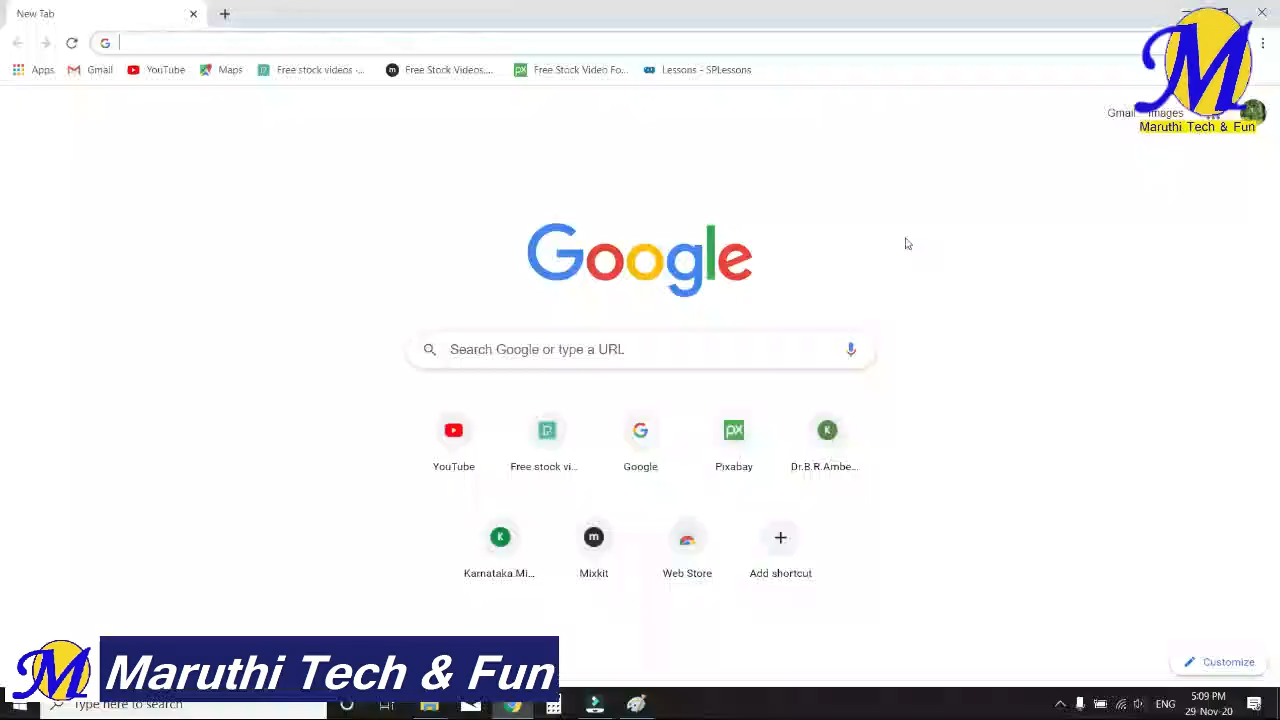 New Tab
Apps Gmail YouTube Maps Free stock videos - Free Stock Videos... Free Stock Video Fo... Lessons - SPLessons
M
Gmail Images
Maruthi Tech & Fun
Google
Search Google or type a URL
YouTube Free stock vi... Google Pixabay Dr.B.R.Ambe...
Karnataka.Mi... Mixkit Web Store Add shortcut
Customize
M Maruthi Tech & Fun
Type here to search
ENG
5:09 PM
29-Nov-20